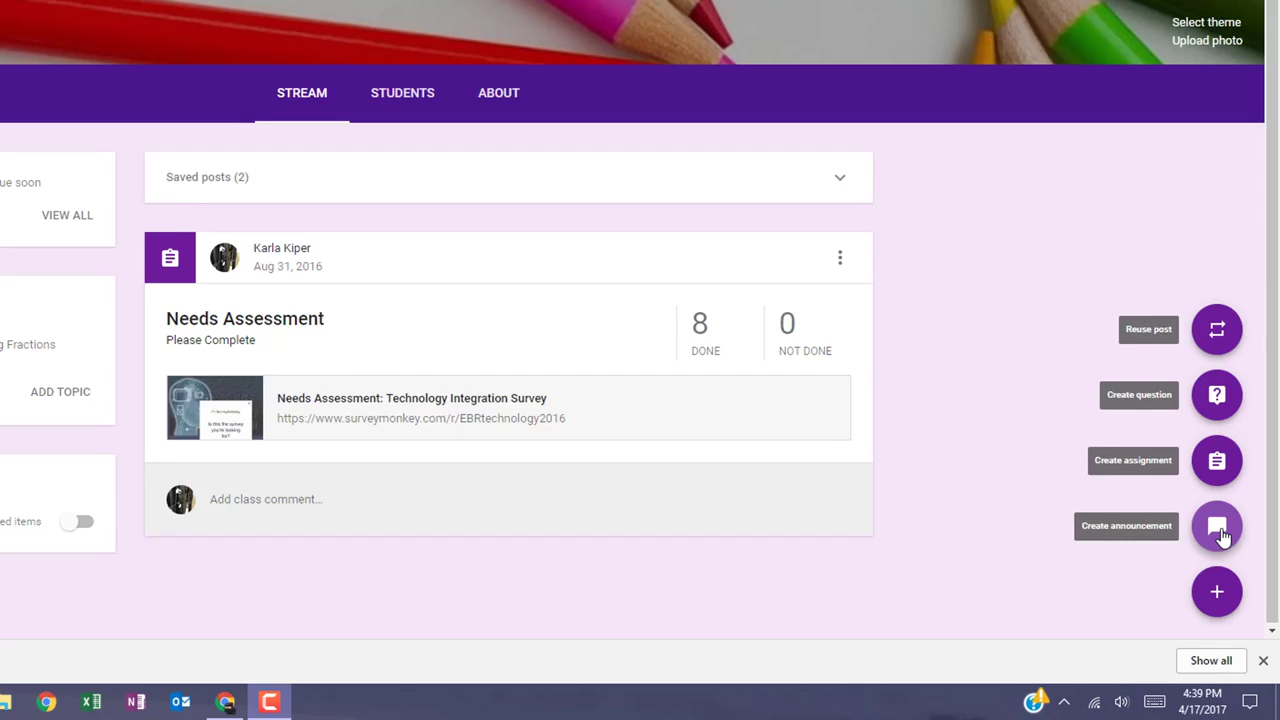 Select theme
Upload photo
STREAM
STUDENTS
ABOUT
ue soon
VIEW ALL
g Fractions
ADD TOPIC
ed items
Saved posts (2)
Karla Kiper
Aug 31, 2016
Needs Assessment
Please Complete
8
DONE
0
NOT DONE
Needs Assessment: Technology Integration Survey
https://www.surveymonkey.com/r/EBRtechnology2016
Add class comment...
Reuse post
Create question
Create assignment
Create announcement
Show all
4:39 PM
4/17/2017